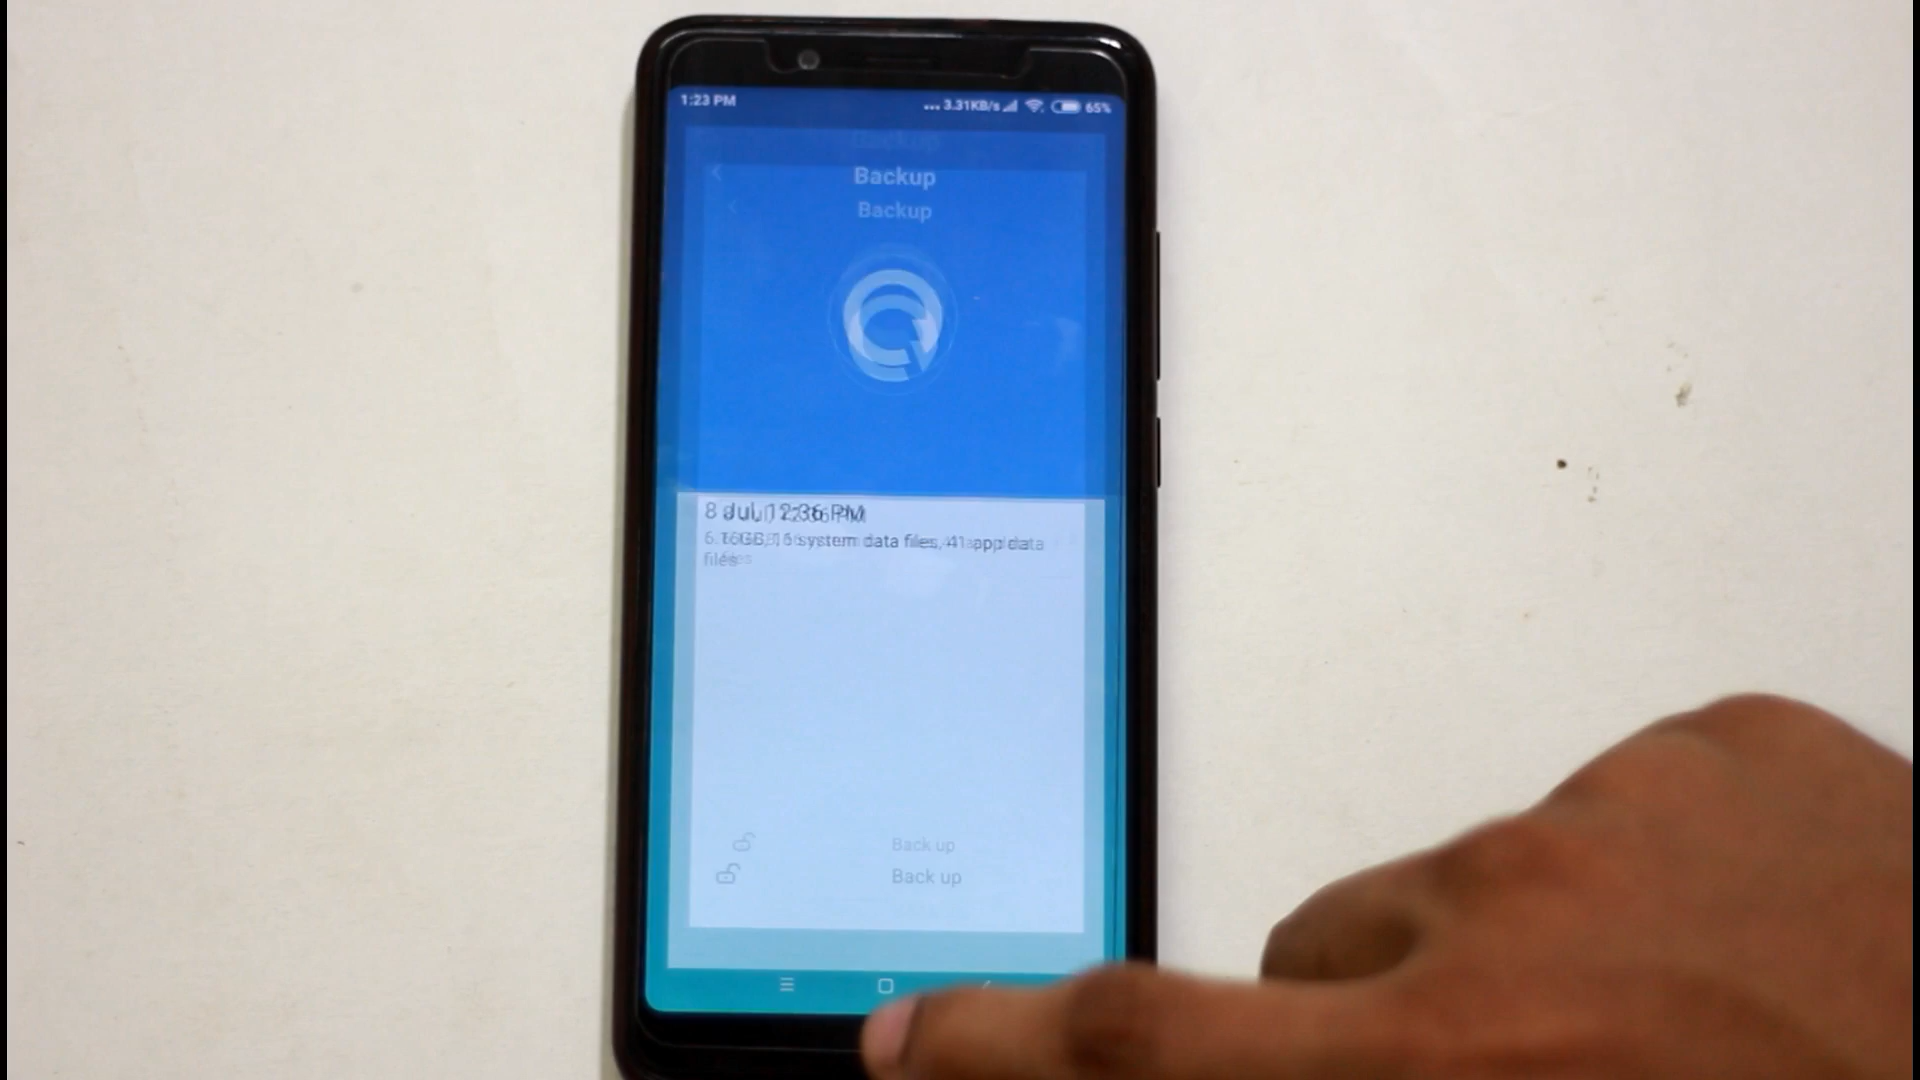 1:23 PM
... 3.31KB/s 65%
Backup
Backup
Backup
8 Jul, 12:36 PM
system data files, 41 app data
files
Back up
Back up